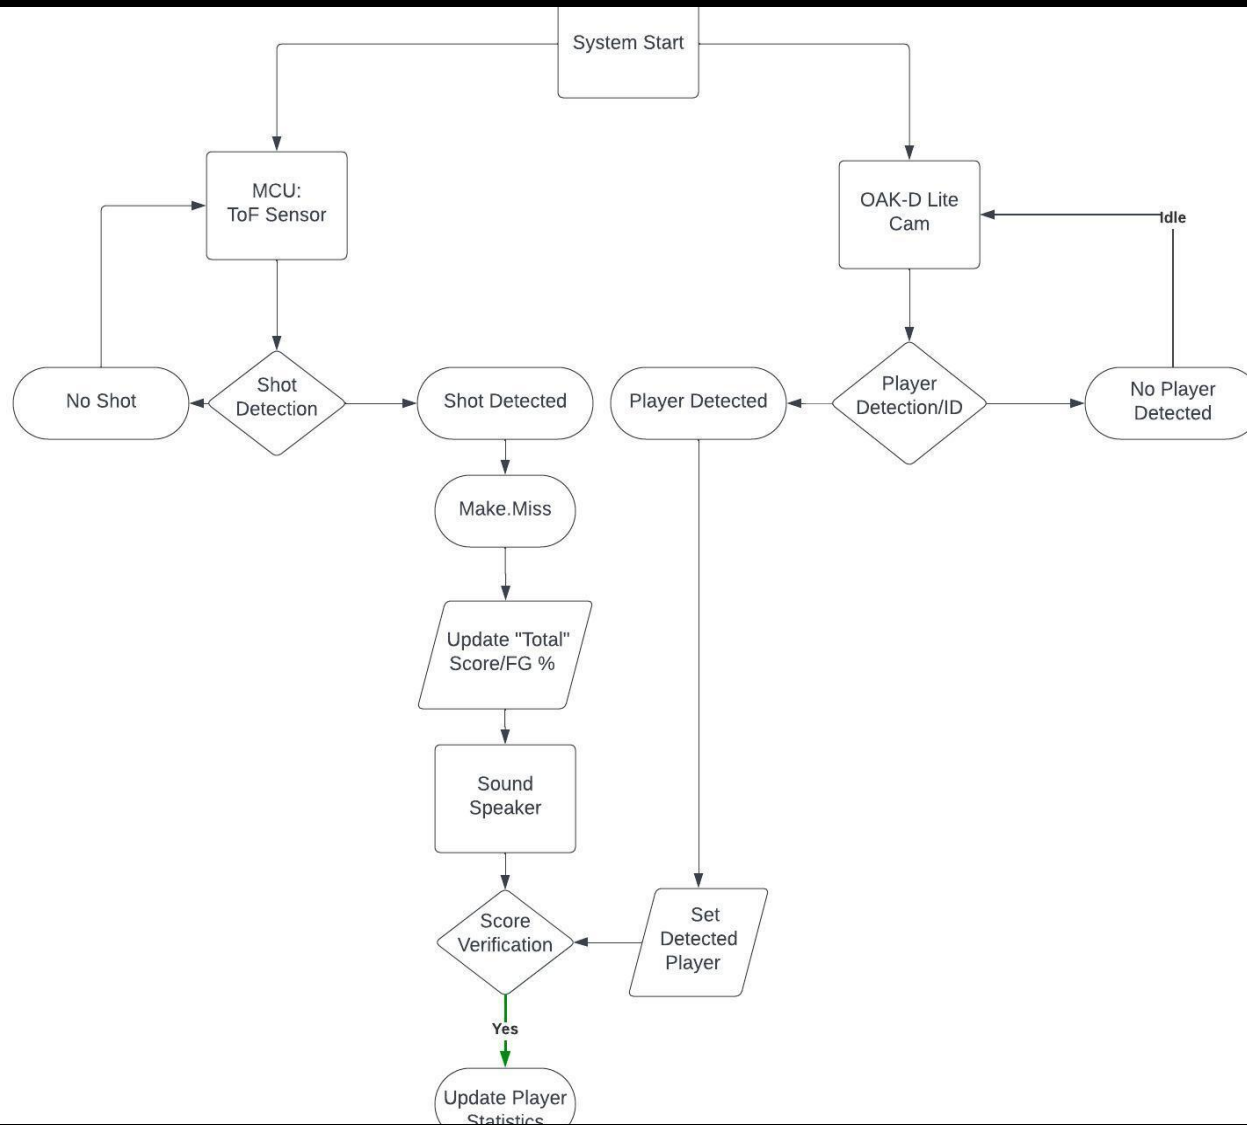 System Start
MCU:
ToF Sensor
OAK-D Lite
Cam
Idle
No Shot
Shot
Detection
Shot Detected
Player Detected
Player
Detection/ID
No Player
Detected
Make.Miss
Update "Total"
Score/FG %
Sound
Speaker
Score
Verification
Set
Detected
Player
Yes
Update Player
Statistics